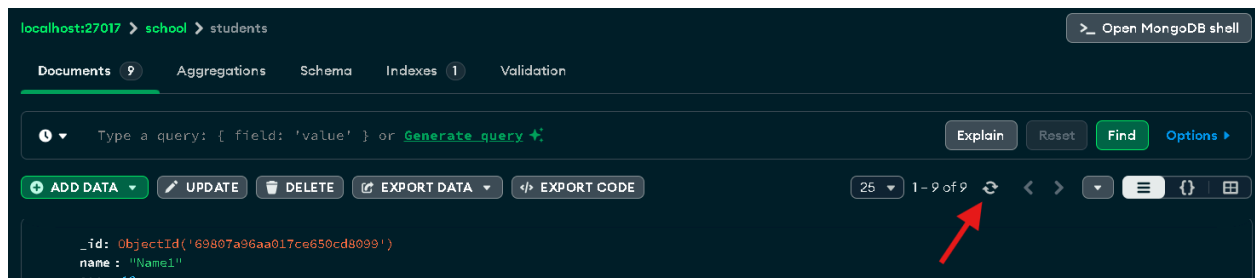 localhost:27017 > school > students
>_ Open MongoDB shell
Documents 9 Aggregations Schema Indexes 1 Validation
Type a query: { field: 'value' } or Generate query
Explain Reset Find Options
ADD DATA UPDATE DELETE EXPORT DATA </> EXPORT CODE 25 1 – 9 of 9 {}
_id: ObjectId('69807a96aa017ce650cd8099')
name : "Name1"